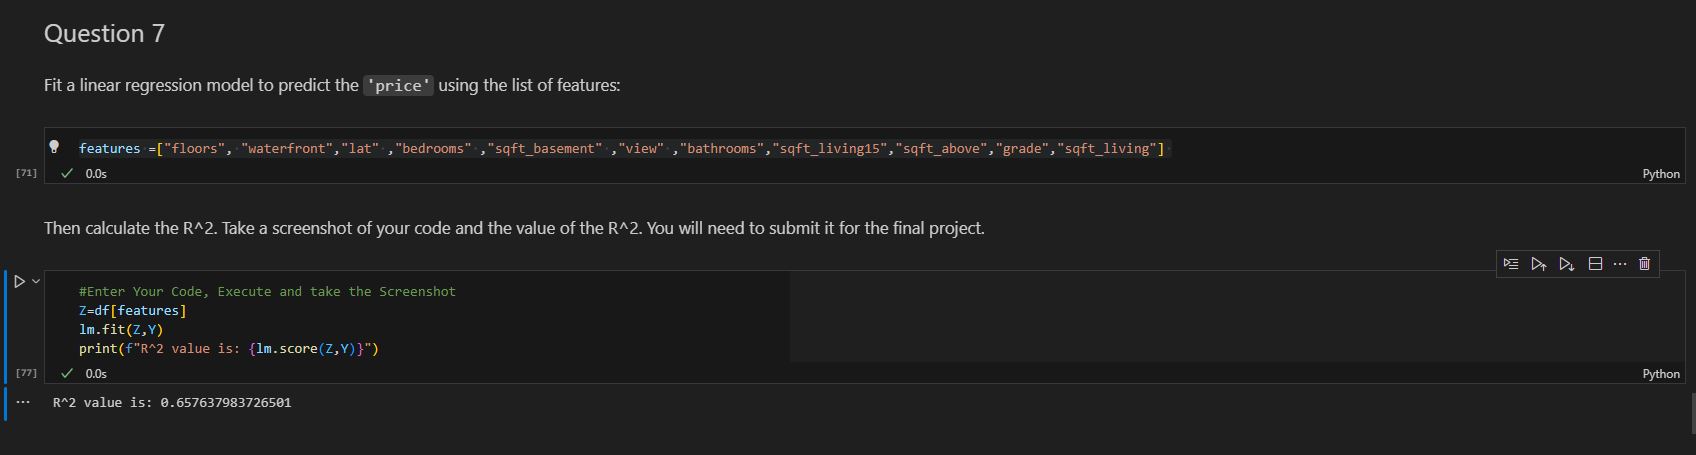 Question 7
Fit a linear regression model to predict the 'price' using the list of features:
features =["floors", "waterfront","lat" ,"bedrooms" ,"sqft_basement" ,"view" ,"bathrooms","sqft_living15","sqft_above","grade","sqft_living"]
[71] 0.0s Python
Then calculate the R^2. Take a screenshot of your code and the value of the R^2. You will need to submit it for the final project.
#Enter Your Code, Execute and take the Screenshot
Z=df[features]
lm.fit(Z,Y)
print(f"R^2 value is: {lm.score(Z,Y)}")
[77] 0.0s Python
R^2 value is: 0.657637983726501